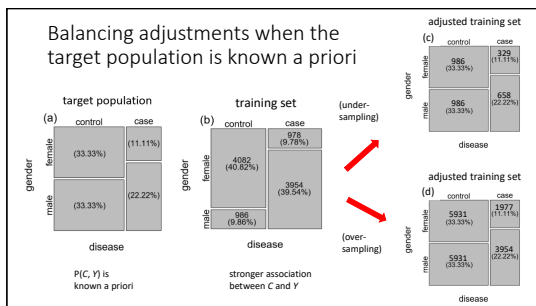 Balancing adjustments when the
target population is known a priori
(a)
target population
control
case
gender
female
male
(33.33%)
(11.11%)
(33.33%)
(22.22%)
disease
P(C, Y) is
known a priori
(b)
training set
control
case
gender
female
male
4082
(40.82%)
978
(9.78%)
986
(9.86%)
3954
(39.54%)
disease
stronger association
between C and Y
(under-
sampling)
(over-
sampling)
adjusted training set
(c)
control
case
gender
female
male
986
(33.33%)
329
(11.11%)
986
(33.33%)
658
(22.22%)
disease
adjusted training set
(d)
control
case
gender
female
male
5931
(33.33%)
1977
(11.11%)
5931
(33.33%)
3954
(22.22%)
disease